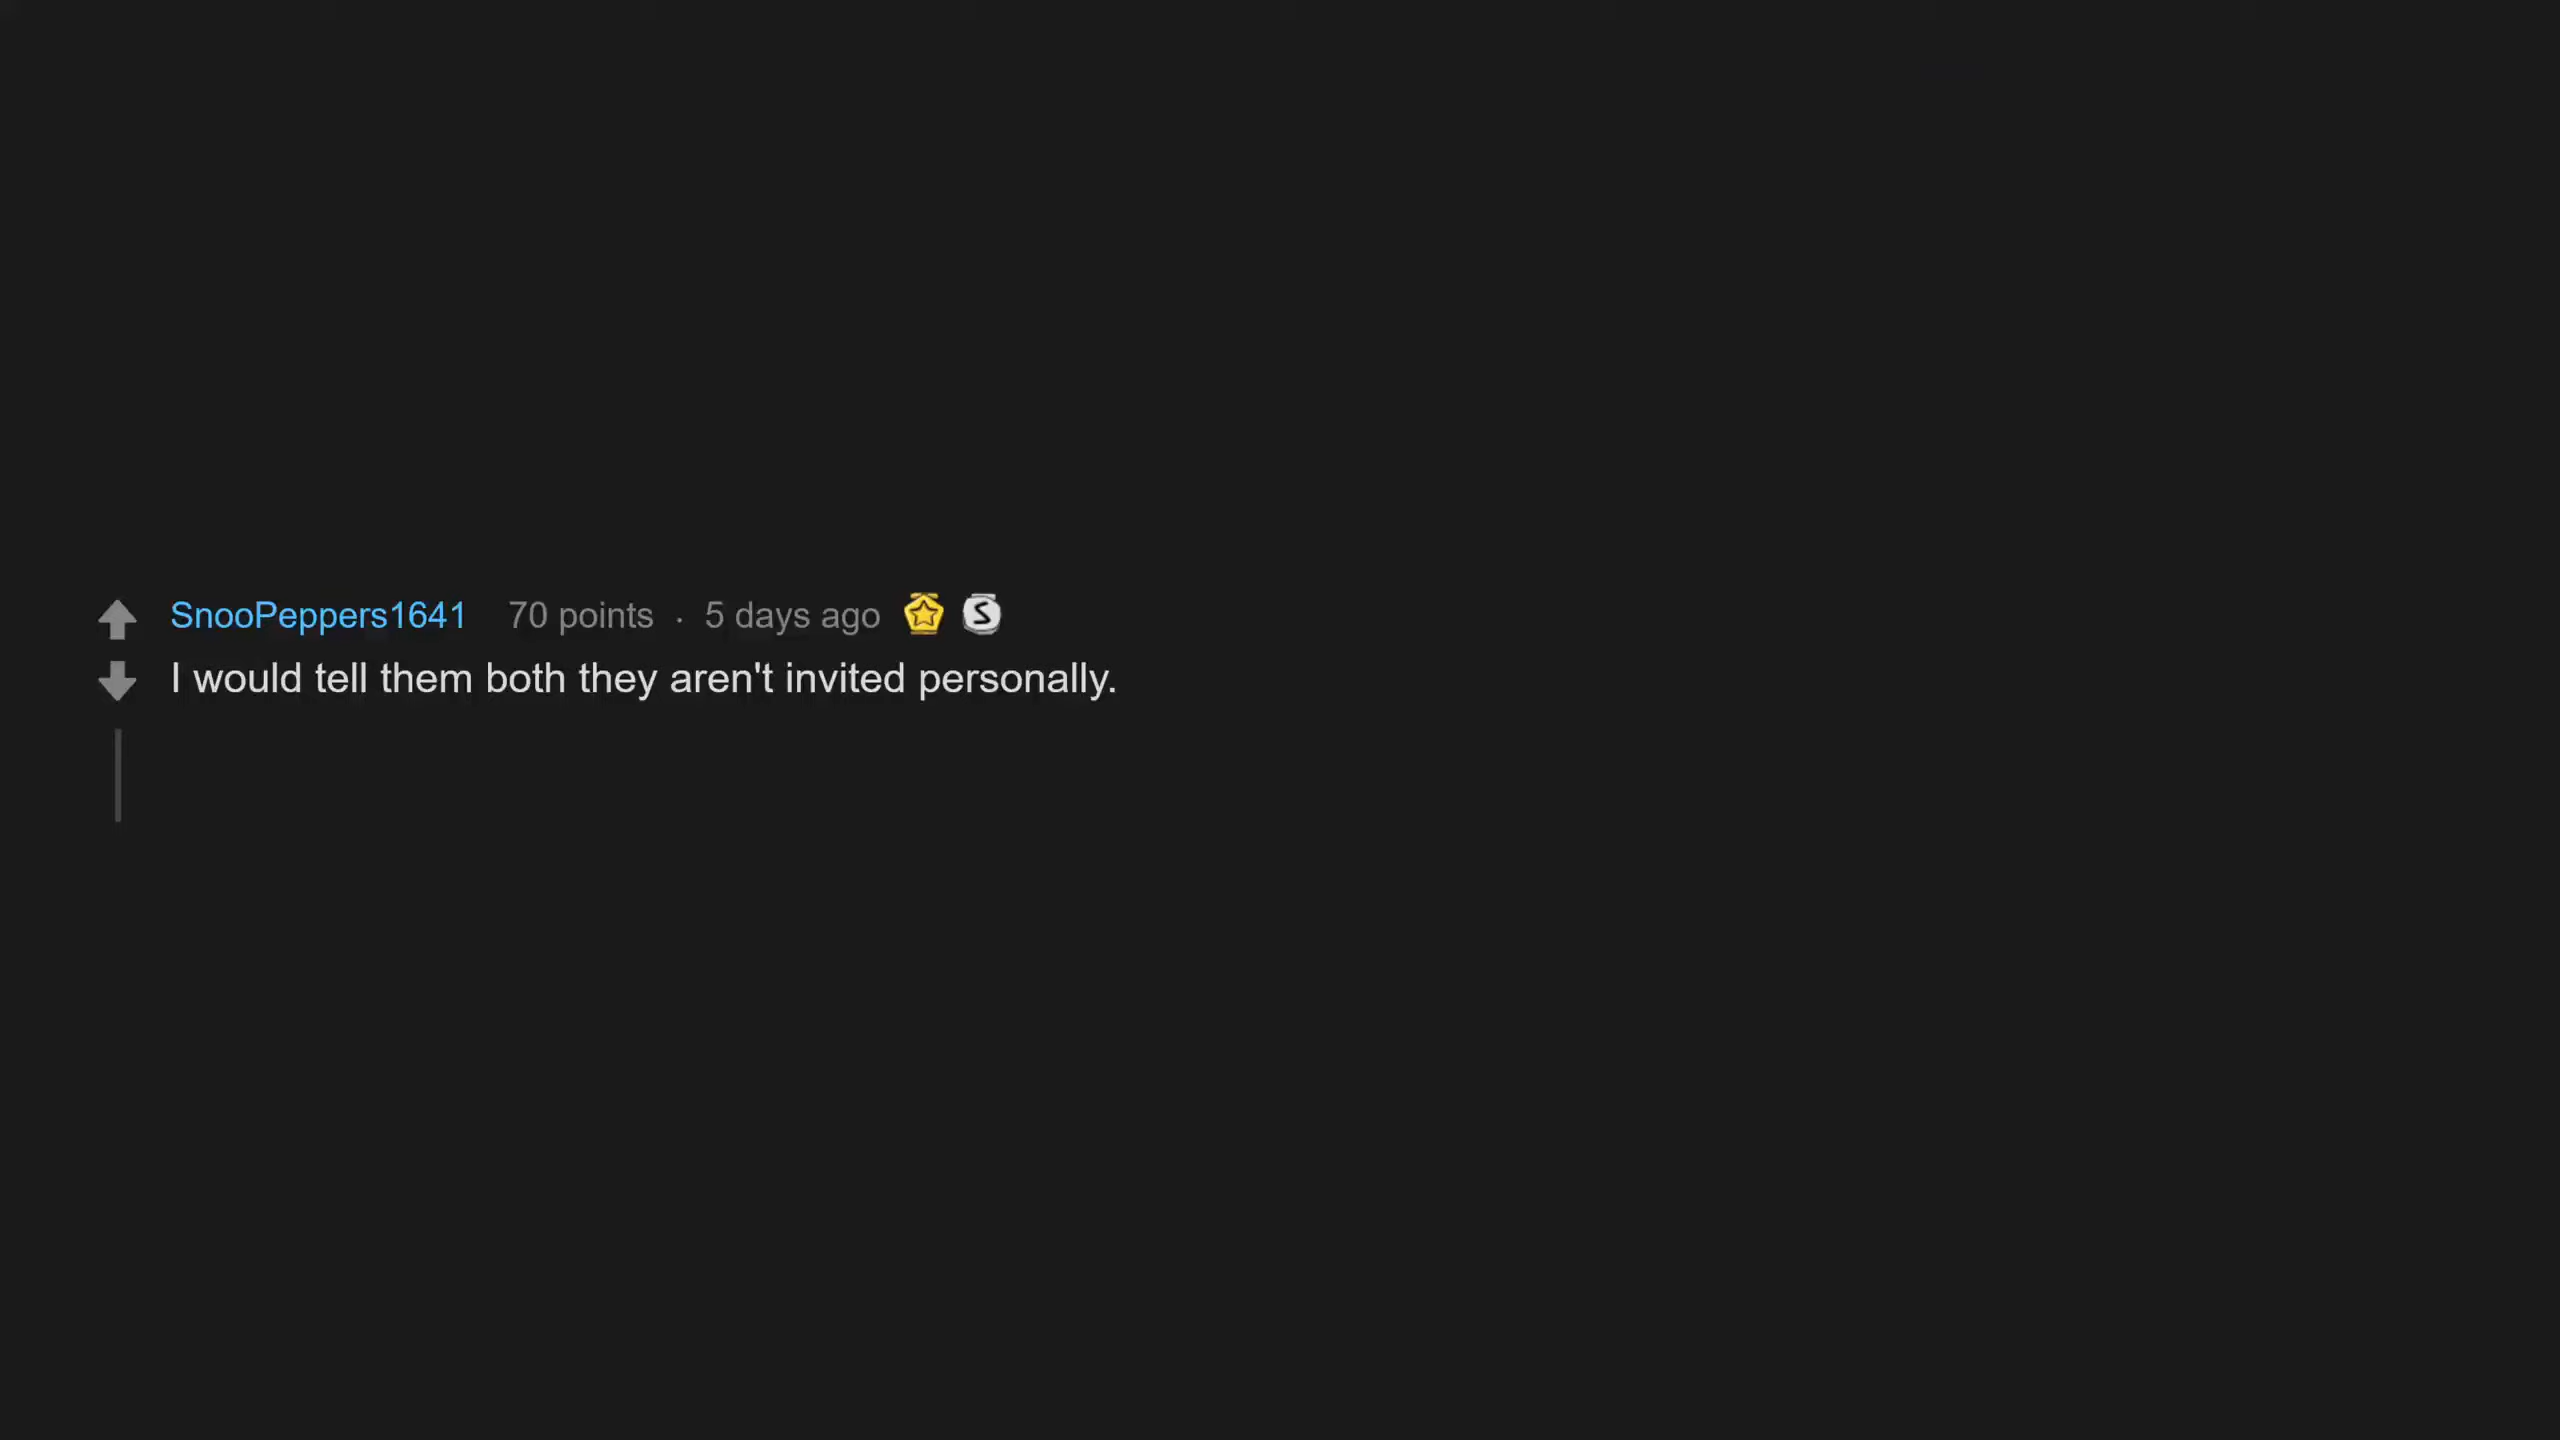 SnooPeppers1641 70 points . 5 days ago S
I would tell them both they aren't invited personally.